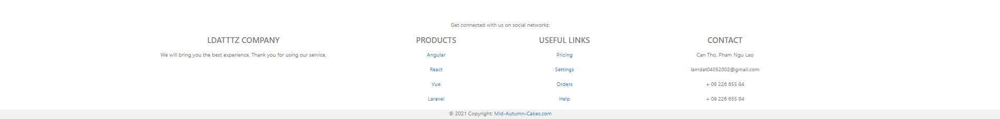 Get connected with us on social networks:
LDATTTZ COMPANY
We will bring you the best experience. Thank you for using our service.
PRODUCTS
Angular
React
Vue
Laravel
USEFUL LINKS
Pricing
Settings
Orders
Help
CONTACT
Can Tho, Pham Ngu Lao
lamdat04052002@gmail.com
+ 09 226 655 84
+ 09 226 655 84
© 2021 Copyright: Mid-Autumn-Cakes.com